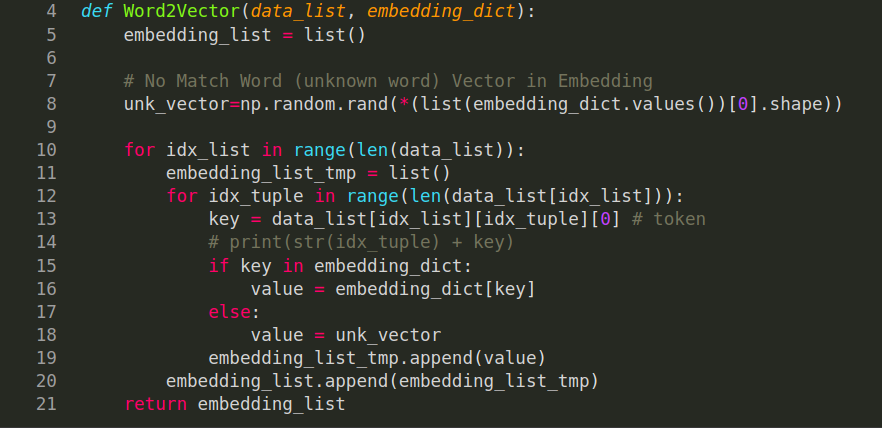 4 def Word2Vector(data_list, embedding_dict):
5     embedding_list = list()
6
7     # No Match Word (unknown word) Vector in Embedding
8     unk_vector=np.random.rand(*(list(embedding_dict.values())[0].shape))
9
10     for idx_list in range(len(data_list)):
11         embedding_list_tmp = list()
12         for idx_tuple in range(len(data_list[idx_list])):
13             key = data_list[idx_list][idx_tuple][0] # token
14             # print(str(idx_tuple) + key)
15             if key in embedding_dict:
16                 value = embedding_dict[key]
17             else:
18                 value = unk_vector
19             embedding_list_tmp.append(value)
20         embedding_list.append(embedding_list_tmp)
21     return embedding_list